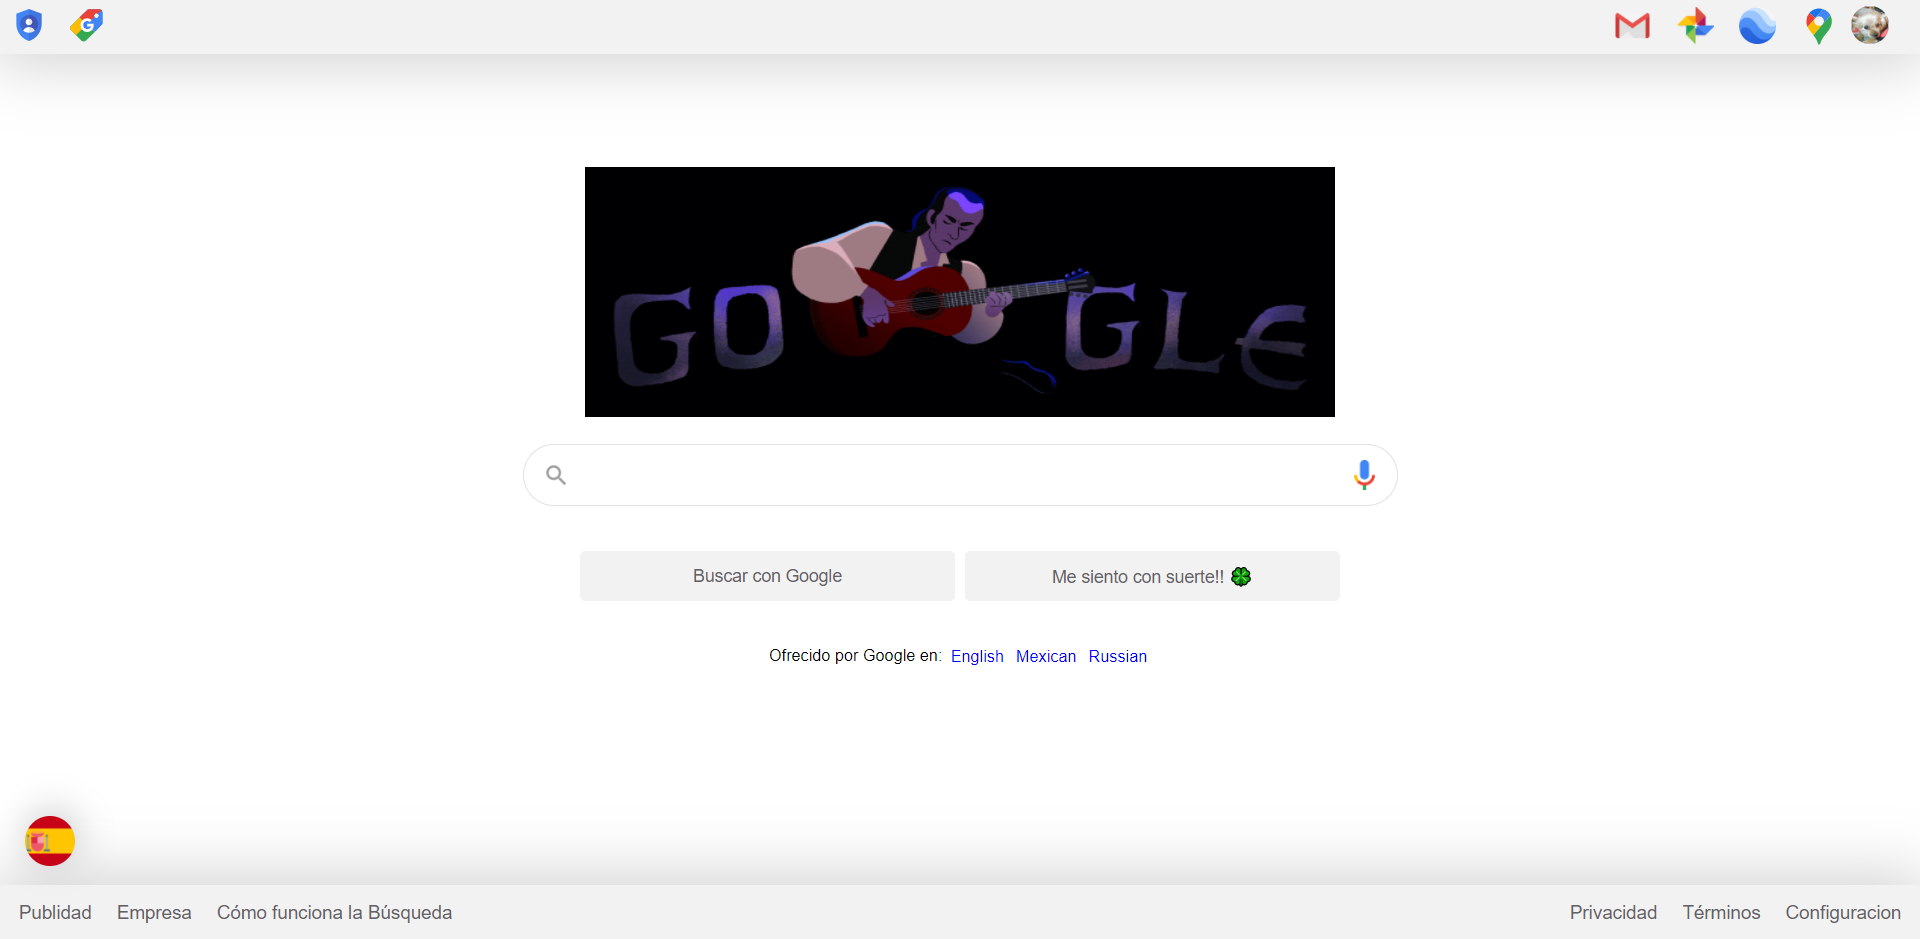 GOOGLE
Buscar con Google
Me siento con suerte!! 🍀
Ofrecido por Google en: English Mexican Russian
Publidad Empresa Cómo funciona la Búsqueda
Privacidad Términos Configuracion